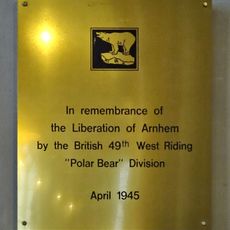 In remembrance of
the Liberation of Arnhem
by the British 49th West Riding
"Polar Bear" Division
April 1945